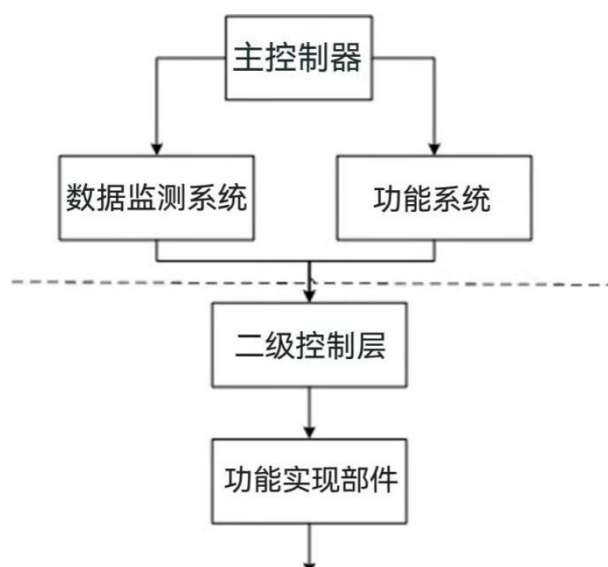 主控制器
数据监测系统
功能系统
二级控制层
功能实现部件